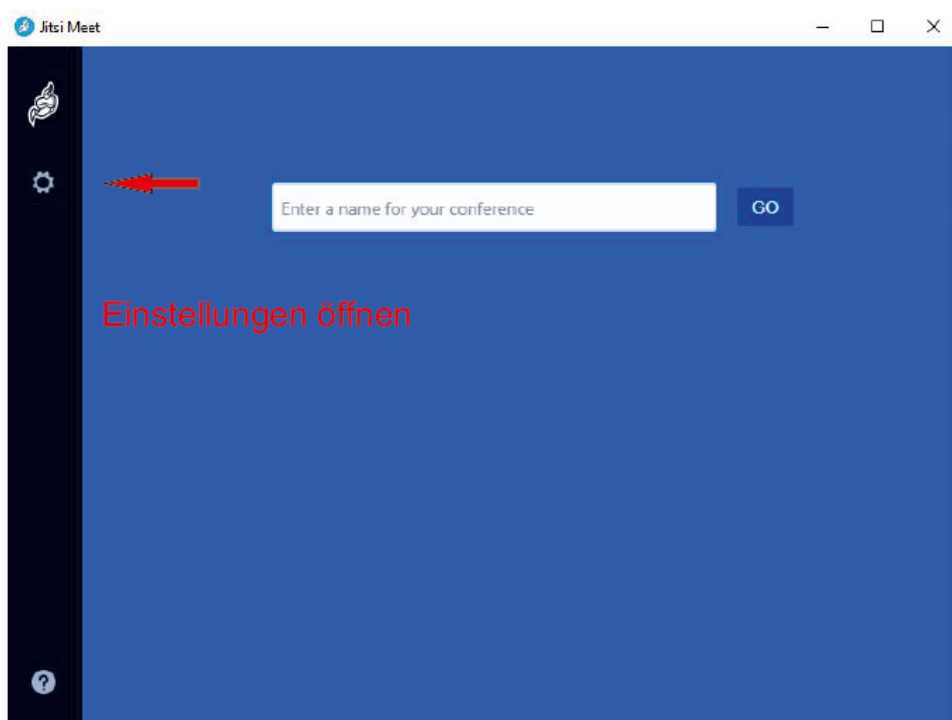 Jitsi Meet
Enter a name for your conference
GO
Einstellungen öffnen
?